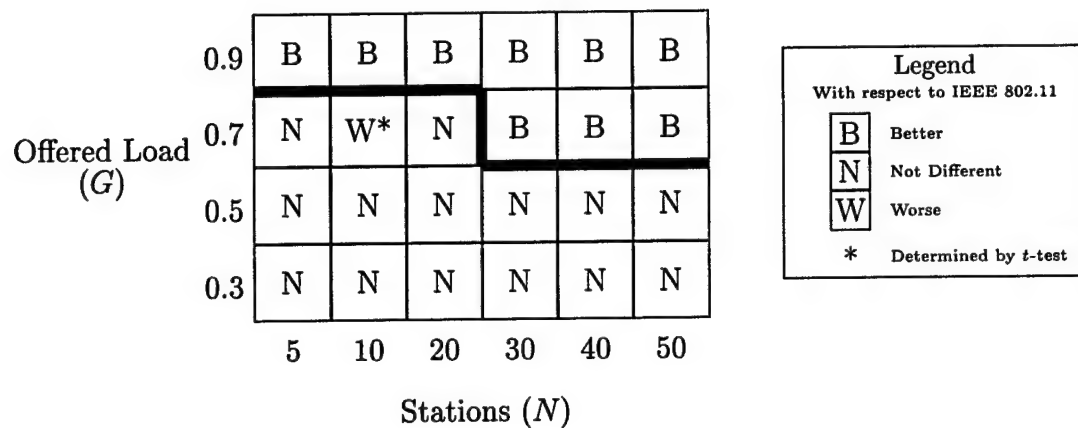 0.9 B B B B B B
Offered Load
(G)
0.7 N W* N B B B
0.5 N N N N N N
0.3 N N N N N N
5 10 20 30 40 50
Stations (N)
Legend
With respect to IEEE 802.11
B Better
N Not Different
W Worse
* Determined by t-test